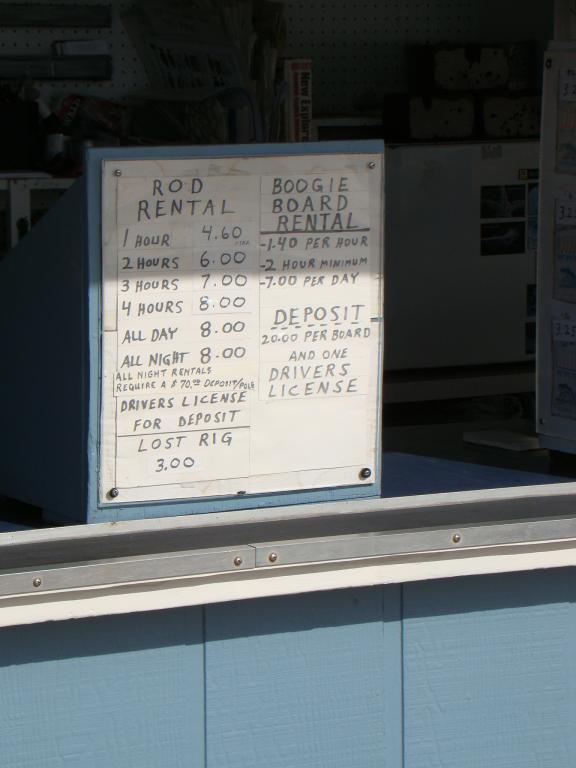 New Explor
ROD
RENTAL
1 HOUR 4.60
2 HOURS 6.00
3 HOURS 7.00
4 HOURS 8.00
ALL DAY 8.00
ALL NIGHT 8.00
ALL NIGHT RENTALS
REQUIRE A $70.00 DEPOSIT/POLE
DRIVERS LICENSE
FOR DEPOSIT
LOST RIG
3.00
BOOGIE
BOARD
RENTAL
-1.40 PER HOUR
-2 HOUR MINIMUM
-7.00 PER DAY
DEPOSIT
20.00 PER BOARD
AND ONE
DRIVERS
LICENSE